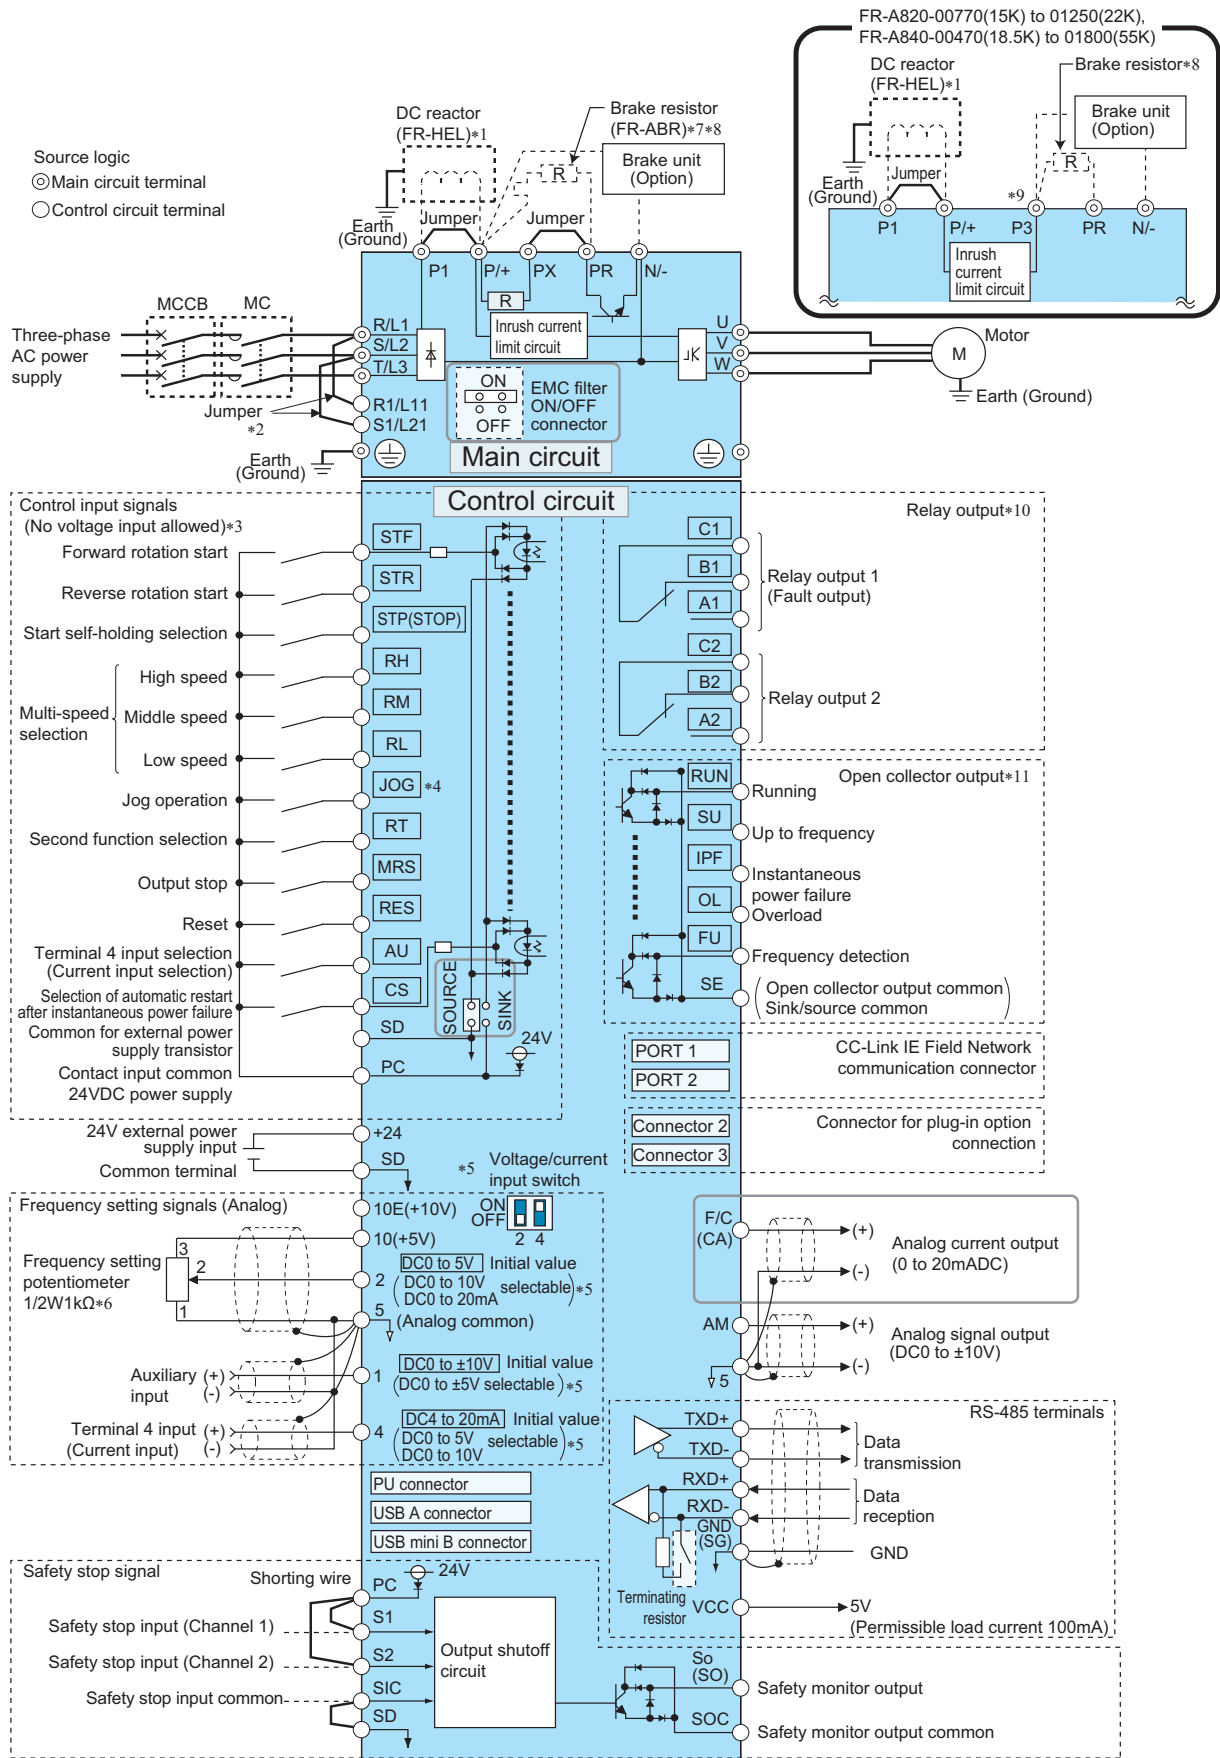 FR-A820-00770(15K) to 01250(22K),
FR-A840-00470(18.5K) to 01800(55K)
DC reactor
(FR-HEL)*1
Brake resistor*8
Brake unit
(Option)
R
Earth
(Ground)
Jumper
*9
P1
P/+
P3
PR
N/-
Inrush
current
limit circuit
Source logic
Main circuit terminal
Control circuit terminal
DC reactor
(FR-HEL)*1
Brake resistor
(FR-ABR)*7*8
Brake unit
(Option)
R
Earth
(Ground)
Jumper
Jumper
P1
P/+
PX
PR
N/-
R
MCCB
MC
Three-phase
AC power
supply
R/L1
S/L2
T/L3
Inrush current
limit circuit
U
V
W
Motor
M
Earth (Ground)
Jumper
*2
R1/L11
S1/L21
ON
OFF
EMC filter
ON/OFF
connector
Earth
(Ground)
Main circuit
Control circuit
Control input signals
(No voltage input allowed)*3
Forward rotation start
STF
Reverse rotation start
STR
Start self-holding selection
STP(STOP)
Multi-speed
selection
High speed
RH
Middle speed
RM
Low speed
RL
Jog operation
JOG
*4
Second function selection
RT
Output stop
MRS
Reset
RES
Terminal 4 input selection
(Current input selection)
AU
Selection of automatic restart
after instantaneous power failure
CS
Common for external power
supply transistor
SD
Contact input common
24VDC power supply
PC
SOURCE
SINK
24V
Relay output*10
C1
B1
A1
Relay output 1
(Fault output)
C2
B2
A2
Relay output 2
Open collector output*11
RUN
Running
SU
Up to frequency
IPF
Instantaneous
power failure
OL
Overload
FU
Frequency detection
SE
Open collector output common
Sink/source common
PORT 1
PORT 2
CC-Link IE Field Network
communication connector
Connector 2
Connector 3
Connector for plug-in option
connection
24V external power
supply input
+24
Common terminal
SD
*5 Voltage/current
input switch
ON
OFF
2 4
Frequency setting signals (Analog)
10E(+10V)
10(+5V)
Frequency setting
potentiometer
1/2W1kΩ*6
3
2
1
2
DC0 to 5V Initial value
(DC0 to 10V
DC0 to 20mA selectable)*5
5
(Analog common)
Auxiliary
input
(+)
(-)
1
DC0 to ±10V Initial value
(DC0 to ±5V selectable)*5
Terminal 4 input
(Current input)
(+)
(-)
4
DC4 to 20mA Initial value
(DC0 to 5V
DC0 to 10V selectable)*5
F/C
(CA)
(+)
(-)
Analog current output
(0 to 20mADC)
AM
(+)
(-)
Analog signal output
(DC0 to ±10V)
5
PU connector
USB A connector
USB mini B connector
RS-485 terminals
TXD+
TXD-
Data
transmission
RXD+
RXD-
Data
reception
GND
(SG)
GND
Terminating
resistor
VCC
5V
(Permissible load current 100mA)
Safety stop signal
Shorting wire
PC
24V
Safety stop input (Channel 1)
S1
Safety stop input (Channel 2)
S2
Safety stop input common
SIC
SD
Output shutoff
circuit
So
(SO)
Safety monitor output
SOC
Safety monitor output common